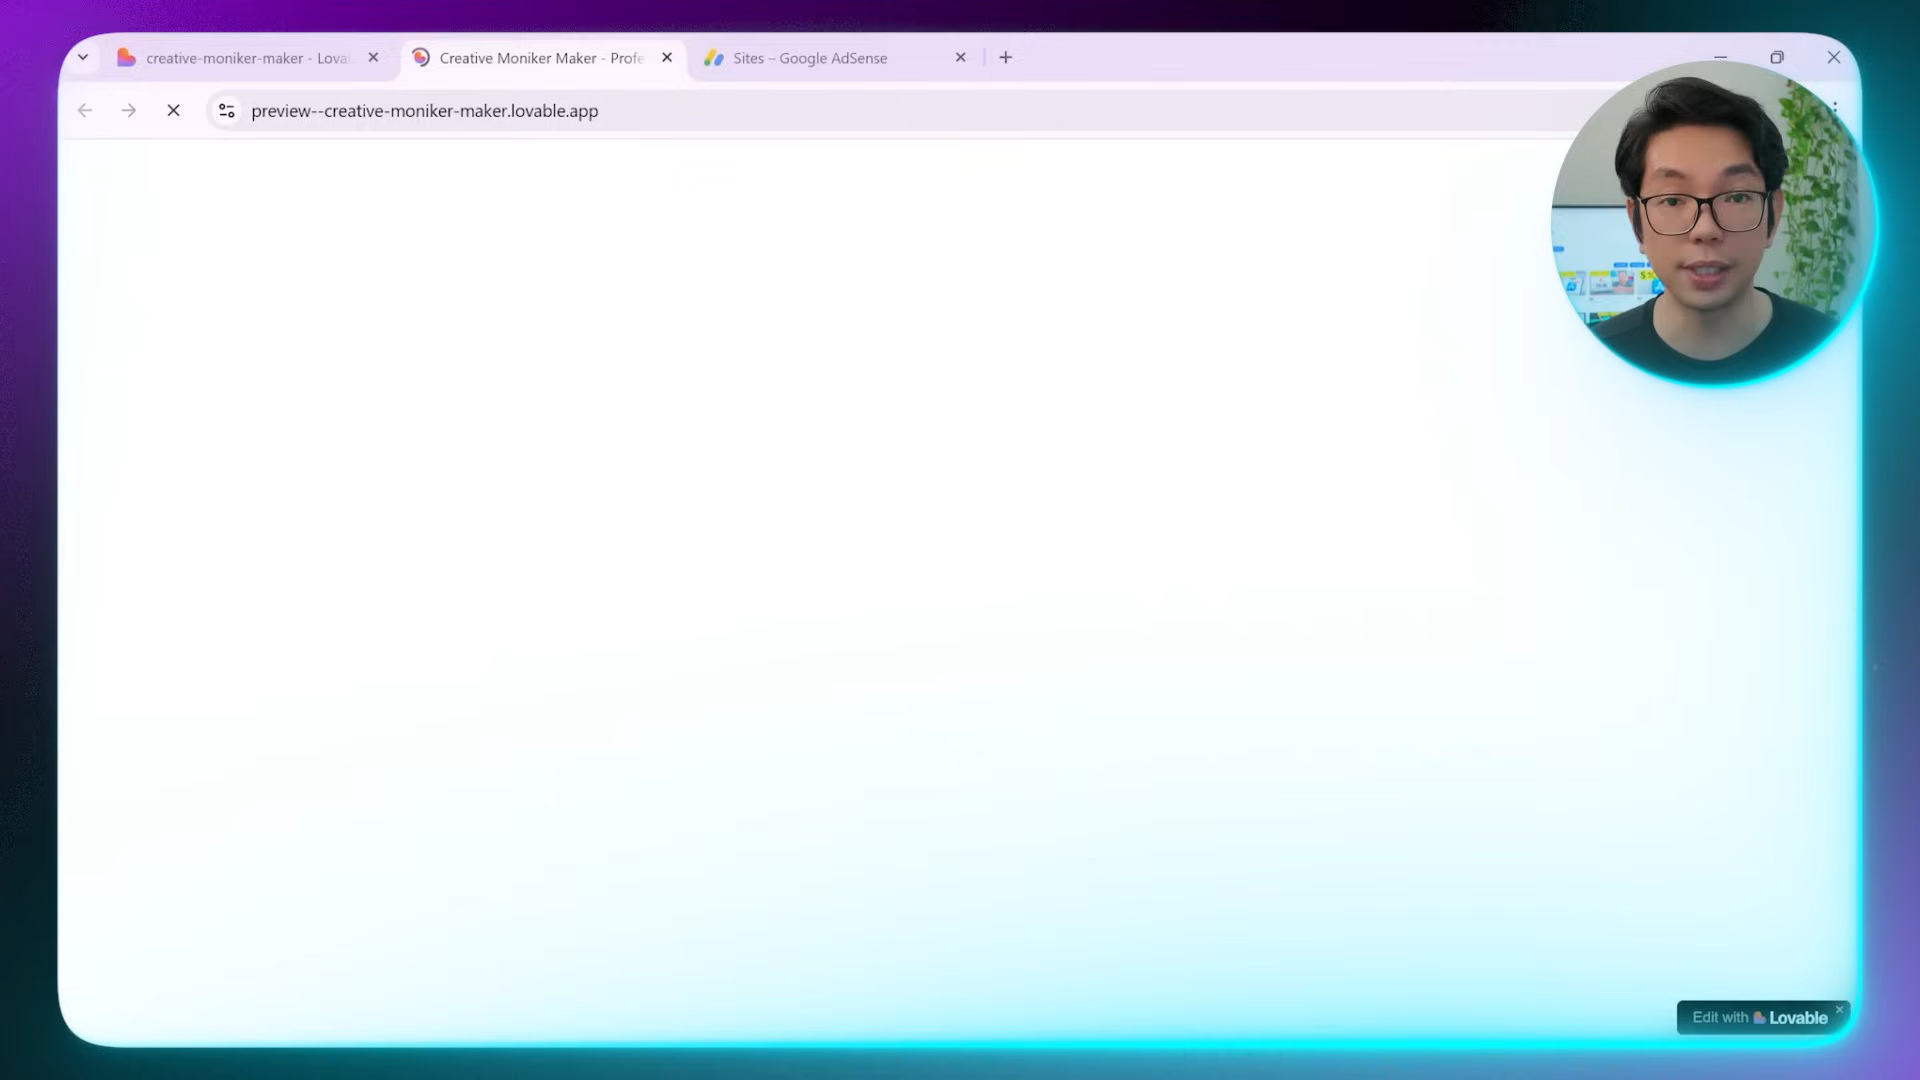 creative-moniker-maker - Lova
Creative Moniker Maker - Profe
Sites – Google AdSense
preview--creative-moniker-maker.lovable.app
Edit with Lovable